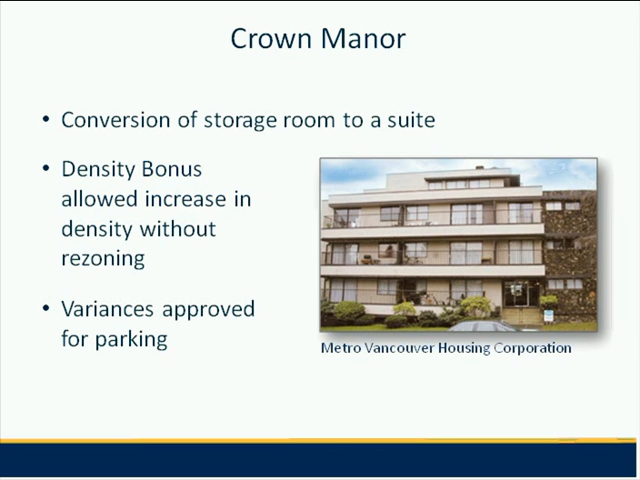 Crown Manor
• Conversion of storage room to a suite
• Density Bonus
allowed increase in
density without
rezoning
• Variances approved
for parking
Metro Vancouver Housing Corporation